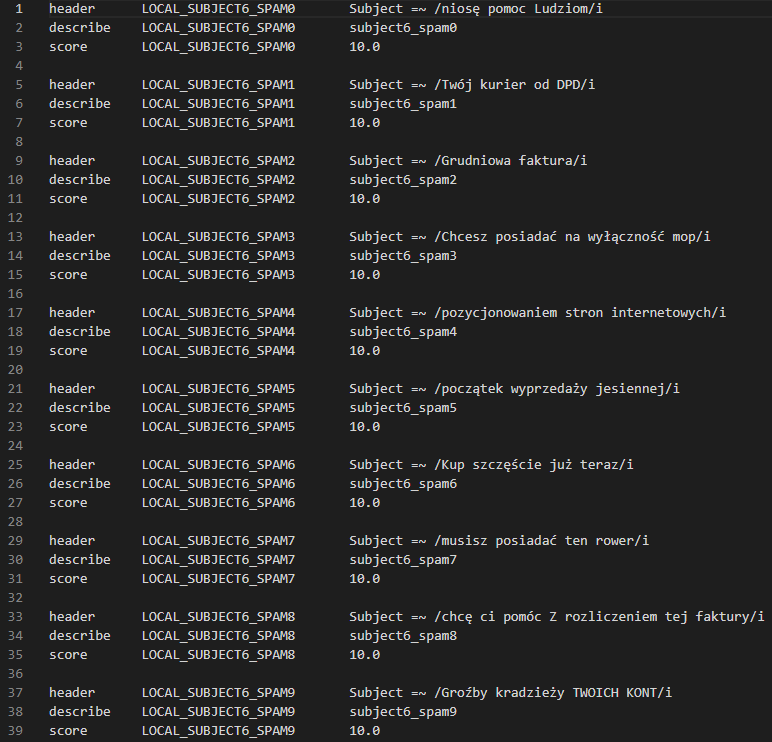 1 header LOCAL_SUBJECT6_SPAM0 Subject =~ /niosę pomoc Ludziom/i
2 describe LOCAL_SUBJECT6_SPAM0 subject6_spam0
3 score LOCAL_SUBJECT6_SPAM0 10.0
4
5 header LOCAL_SUBJECT6_SPAM1 Subject =~ /Twój kurier od DPD/i
6 describe LOCAL_SUBJECT6_SPAM1 subject6_spam1
7 score LOCAL_SUBJECT6_SPAM1 10.0
8
9 header LOCAL_SUBJECT6_SPAM2 Subject =~ /Grudniowa faktura/i
10 describe LOCAL_SUBJECT6_SPAM2 subject6_spam2
11 score LOCAL_SUBJECT6_SPAM2 10.0
12
13 header LOCAL_SUBJECT6_SPAM3 Subject =~ /Chcesz posiadać na wyłączność mop/i
14 describe LOCAL_SUBJECT6_SPAM3 subject6_spam3
15 score LOCAL_SUBJECT6_SPAM3 10.0
16
17 header LOCAL_SUBJECT6_SPAM4 Subject =~ /pozycjonowaniem stron internetowych/i
18 describe LOCAL_SUBJECT6_SPAM4 subject6_spam4
19 score LOCAL_SUBJECT6_SPAM4 10.0
20
21 header LOCAL_SUBJECT6_SPAM5 Subject =~ /początek wyprzedaży jesiennej/i
22 describe LOCAL_SUBJECT6_SPAM5 subject6_spam5
23 score LOCAL_SUBJECT6_SPAM5 10.0
24
25 header LOCAL_SUBJECT6_SPAM6 Subject =~ /Kup szczęście już teraz/i
26 describe LOCAL_SUBJECT6_SPAM6 subject6_spam6
27 score LOCAL_SUBJECT6_SPAM6 10.0
28
29 header LOCAL_SUBJECT6_SPAM7 Subject =~ /musisz posiadać ten rower/i
30 describe LOCAL_SUBJECT6_SPAM7 subject6_spam7
31 score LOCAL_SUBJECT6_SPAM7 10.0
32
33 header LOCAL_SUBJECT6_SPAM8 Subject =~ /chcę ci pomóc Z rozliczeniem tej faktury/i
34 describe LOCAL_SUBJECT6_SPAM8 subject6_spam8
35 score LOCAL_SUBJECT6_SPAM8 10.0
36
37 header LOCAL_SUBJECT6_SPAM9 Subject =~ /Groźby kradzieży TWOICH KONT/i
38 describe LOCAL_SUBJECT6_SPAM9 subject6_spam9
39 score LOCAL_SUBJECT6_SPAM9 10.0